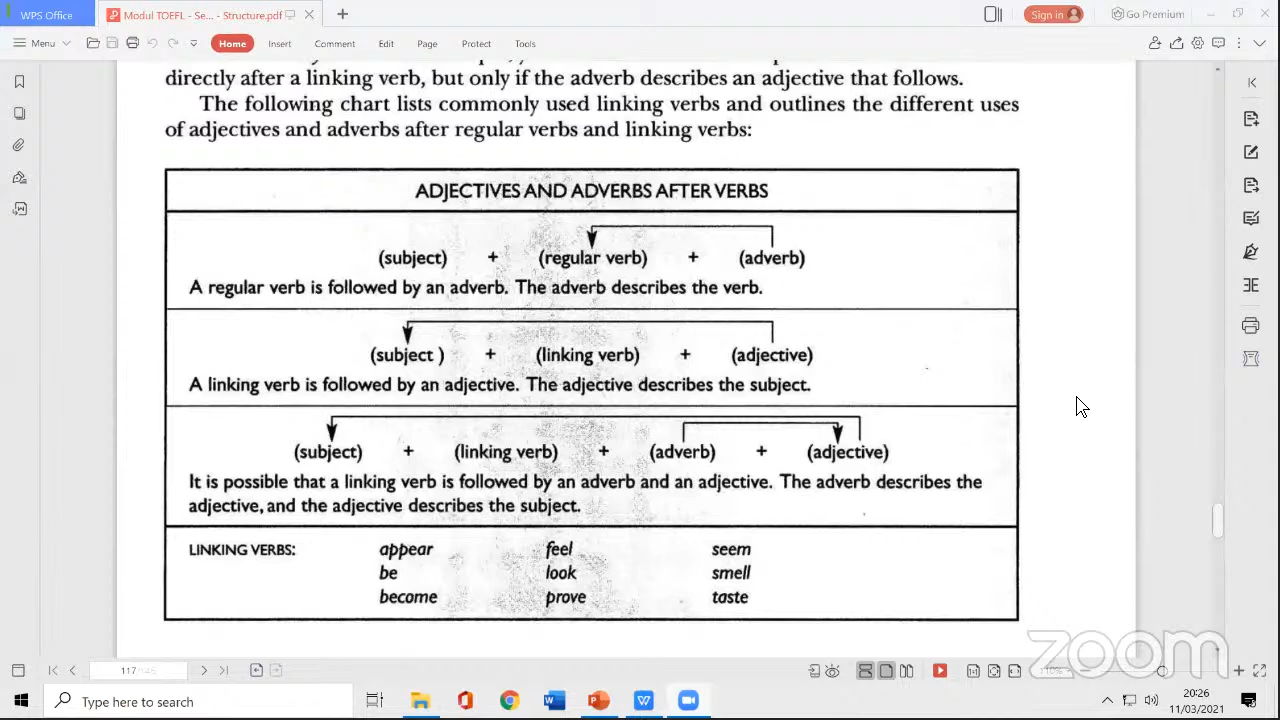 WPS Office
Modul TOEFL - Se... - Structure.pdf
Sign in
Go Premium
Menu
Home
Insert
Comment
Edit
Page
Protect
Tools
directly after a linking verb, but only if the adverb describes an adjective that follows.
The following chart lists commonly used linking verbs and outlines the different uses
of adjectives and adverbs after regular verbs and linking verbs:
ADJECTIVES AND ADVERBS AFTER VERBS
(subject) + (regular verb) + (adverb)
A regular verb is followed by an adverb. The adverb describes the verb.
(subject ) + (linking verb) + (adjective)
A linking verb is followed by an adjective. The adjective describes the subject.
(subject) + (linking verb) + (adverb) + (adjective)
It is possible that a linking verb is followed by an adverb and an adjective. The adverb describes the
adjective, and the adjective describes the subject.
LINKING VERBS: appear feel seem
be look smell
become prove taste
zoom
117/145
110%
Type here to search
20:26
11/03/2021